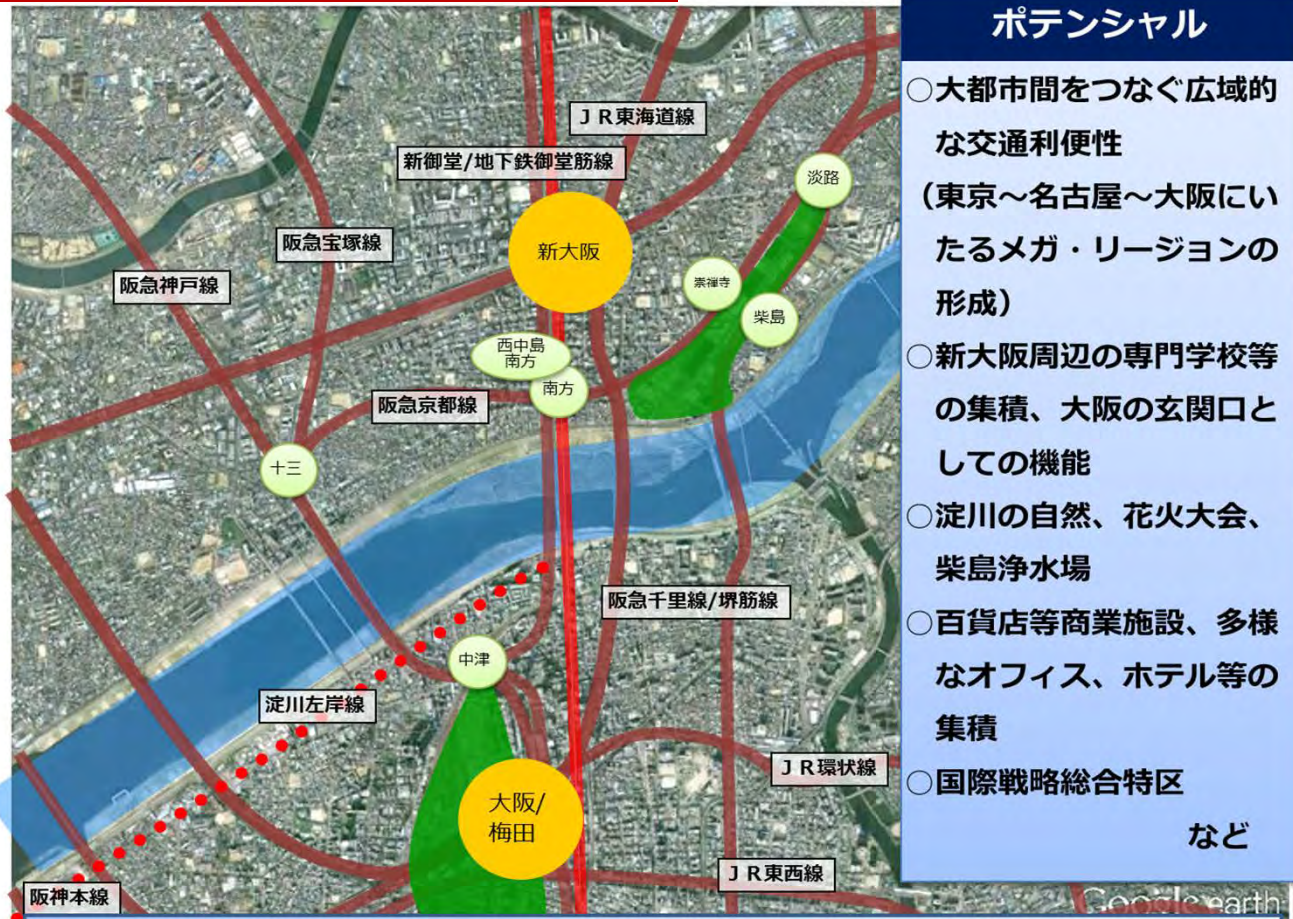 ポテンシャル
○大都市間をつなぐ広域的
な交通利便性
（東京～名古屋～大阪にい
たるメガ・リージョンの
形成）
○新大阪周辺の専門学校等
の集積、大阪の玄関口と
しての機能
○淀川の自然、花火大会、
柴島浄水場
○百貨店等商業施設、多様
なオフィス、ホテル等の
集積
○国際戦略総合特区
など
ＪＲ東海道線
新御堂/地下鉄御堂筋線
淡路
阪急宝塚線
新大阪
阪急神戸線
崇禅寺
柴島
西中島
南方
南方
阪急京都線
十三
阪急千里線/堺筋線
中津
淀川左岸線
ＪＲ環状線
大阪/
梅田
ＪＲ東西線
阪神本線
Google earth